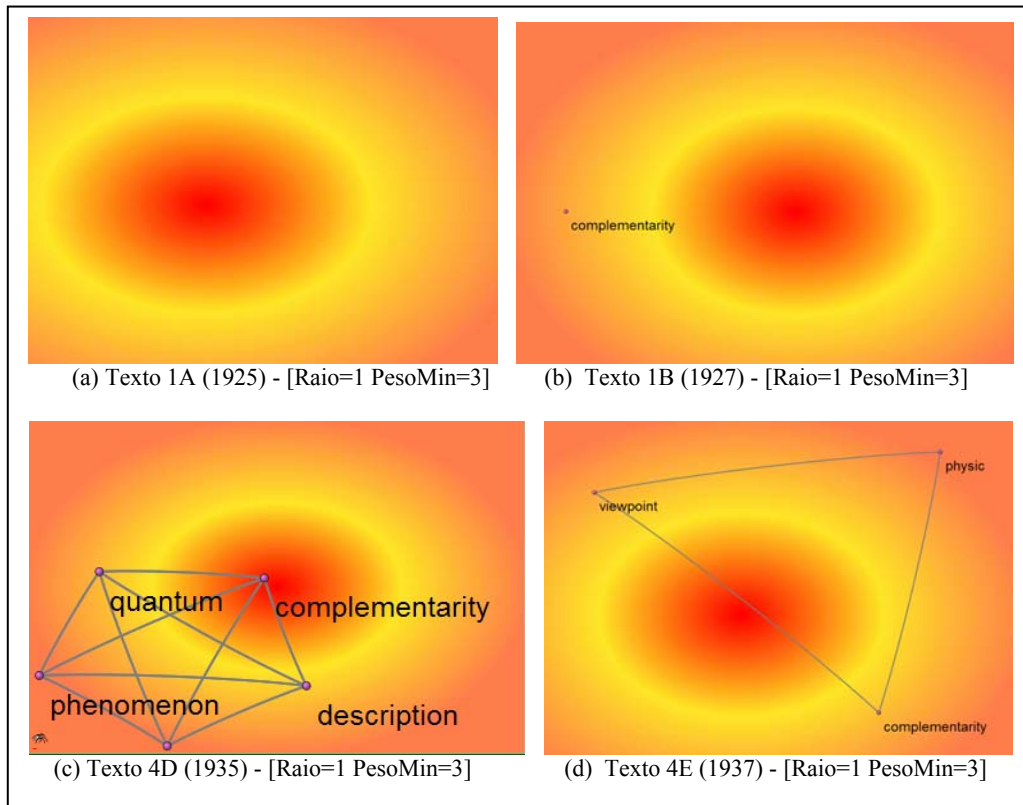 complementarity
(a) Texto 1A (1925) - [Raio=1 PesoMin=3]
(b) Texto 1B (1927) - [Raio=1 PesoMin=3]
quantum
complementarity
phenomenon
description
physic
viewpoint
complementarity
(c) Texto 4D (1935) - [Raio=1 PesoMin=3]
(d) Texto 4E (1937) - [Raio=1 PesoMin=3]